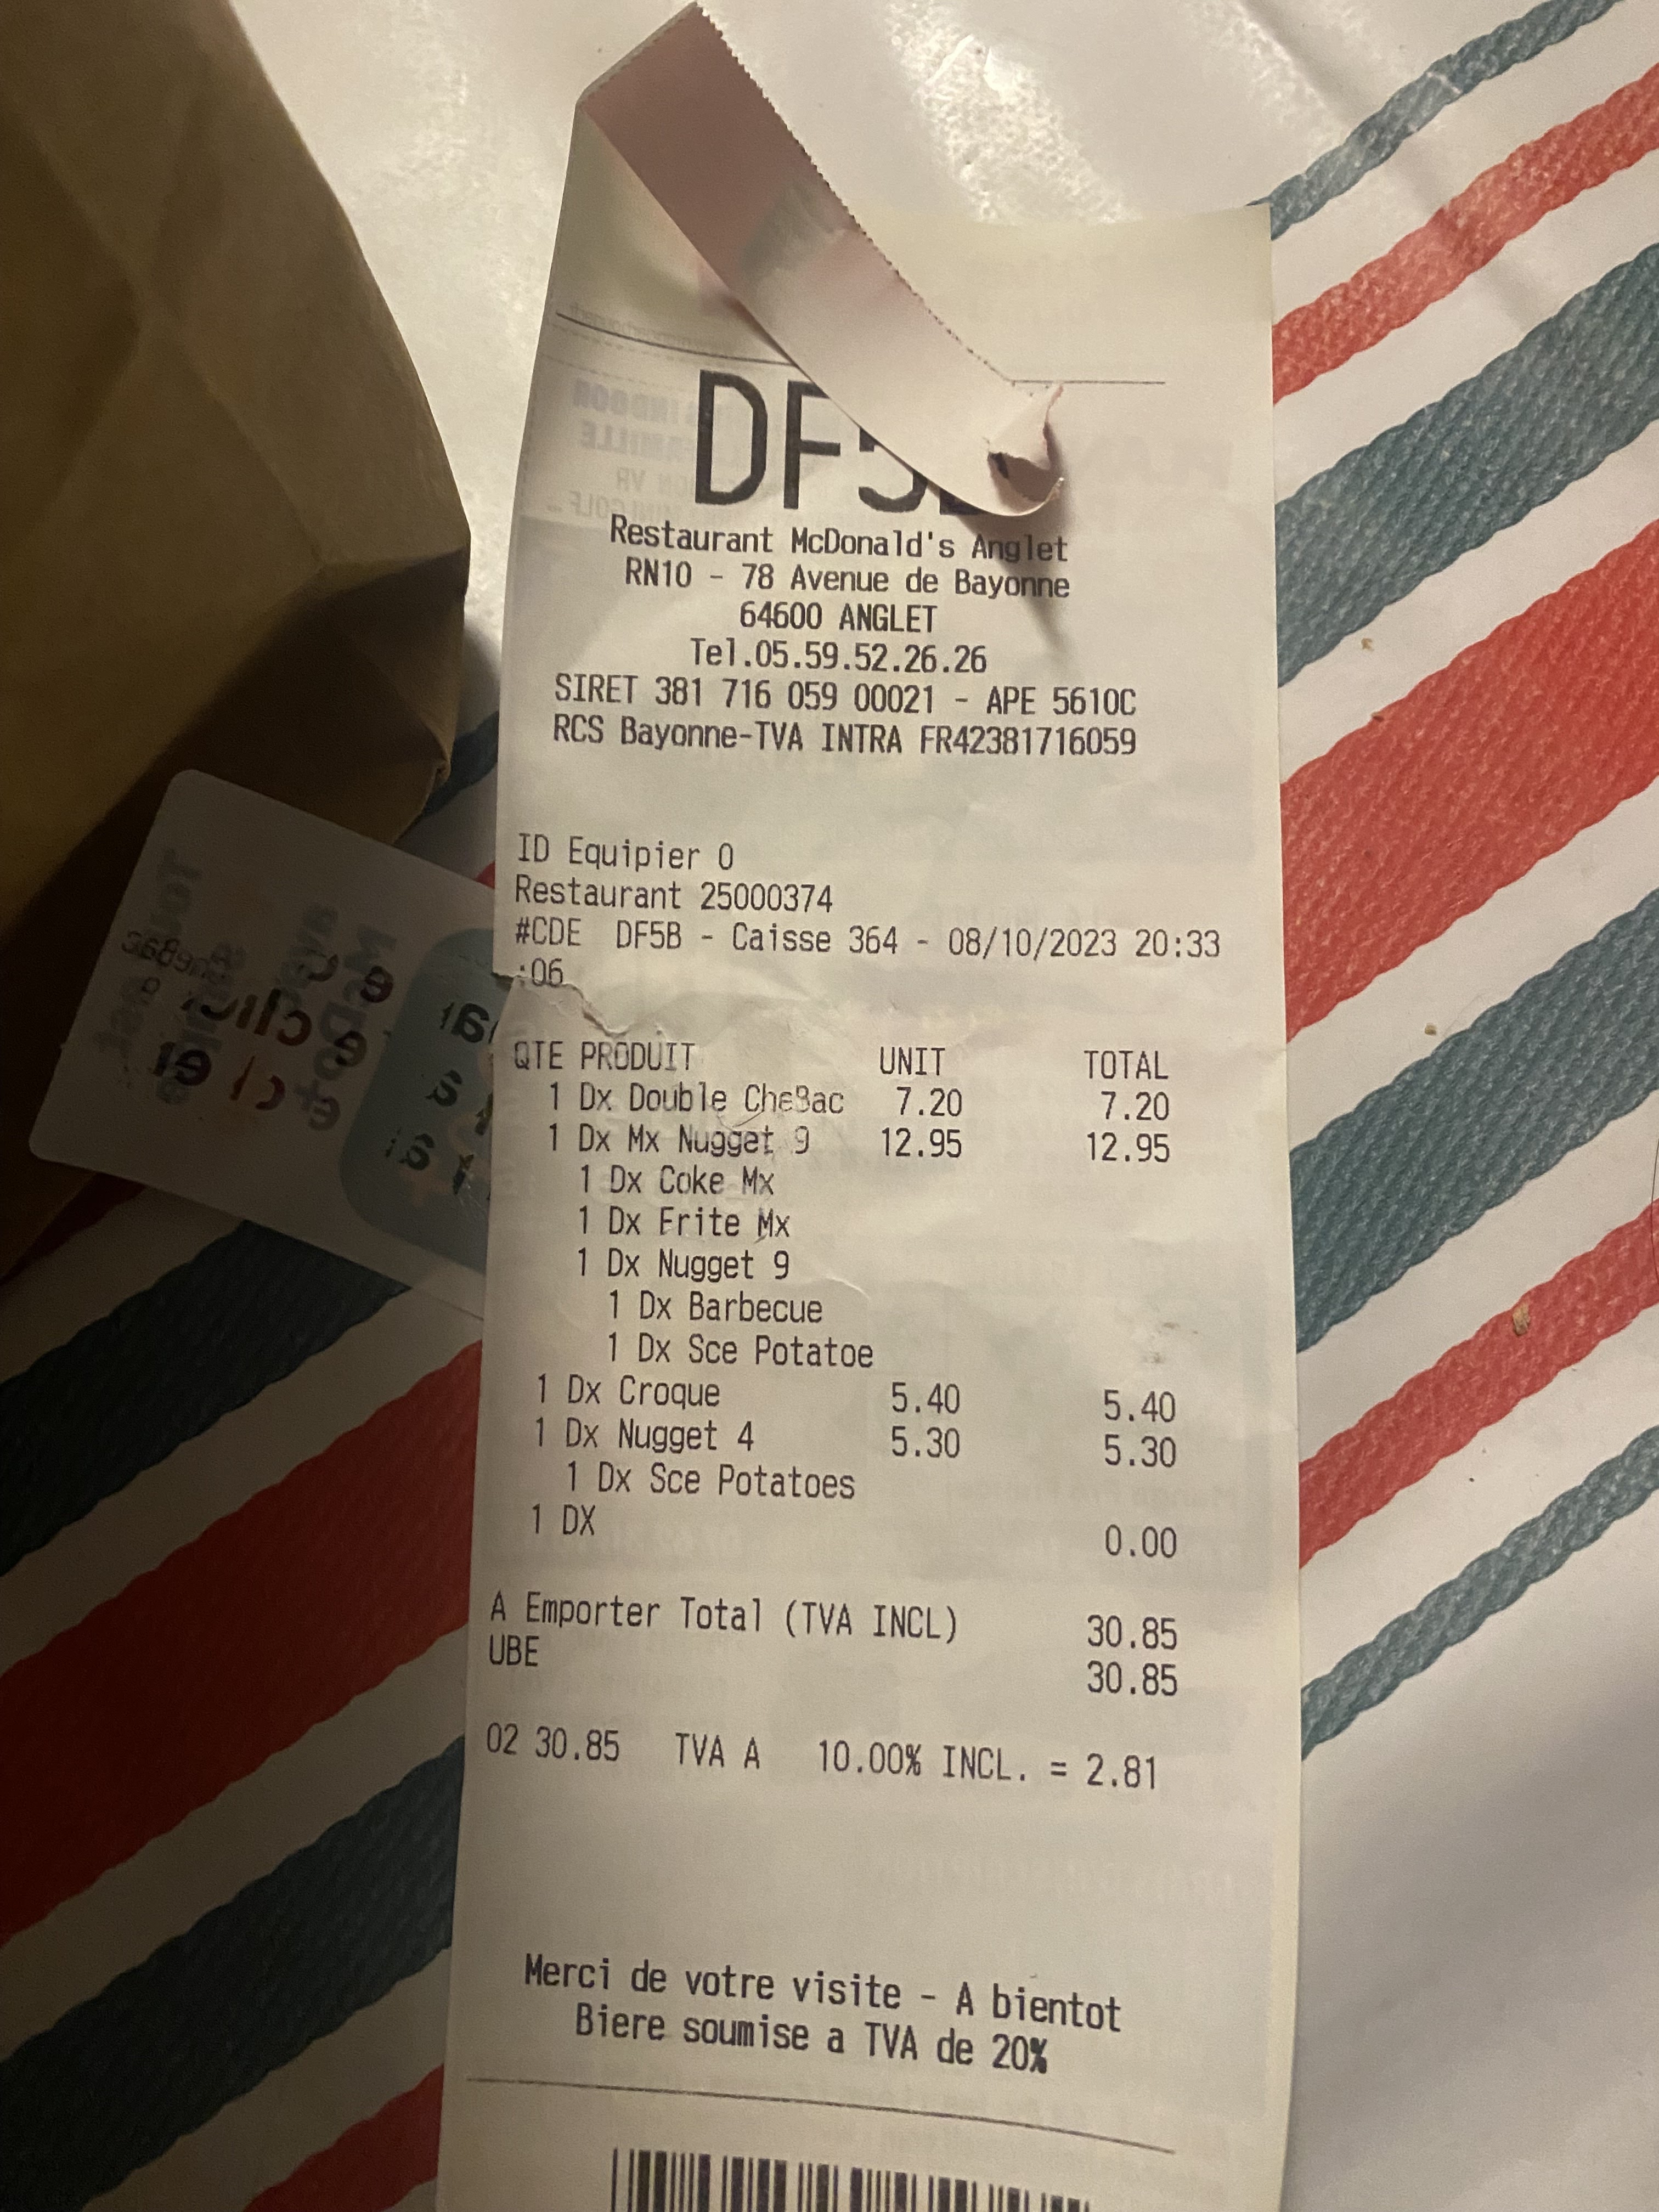 DF5B
Restaurant McDonald's Anglet
RN10 - 78 Avenue de Bayonne
64600 ANGLET
Tel.05.59.52.26.26
SIRET 381 716 059 00021 - APE 5610C
RCS Bayonne-TVA INTRA FR42381716059
ID Equipier 0
Restaurant 25000374
#CDE DF5B - Caisse 364 - 08/10/2023 20:33
:06
QTE PRODUIT UNIT TOTAL
1 Dx Double CheBac 7.20 7.20
1 Dx Mx Nugget 9 12.95 12.95
1 Dx Coke Mx
1 Dx Frite Mx
1 Dx Nugget 9
1 Dx Barbecue
1 Dx Sce Potatoe
1 Dx Croque 5.40 5.40
1 Dx Nugget 4 5.30 5.30
1 Dx Sce Potatoes
1 DX 0.00
A Emporter Total (TVA INCL) 30.85
UBE 30.85
02 30.85 TVA A 10.00% INCL. = 2.81
Merci de votre visite - A bientot
Biere soumise a TVA de 20%